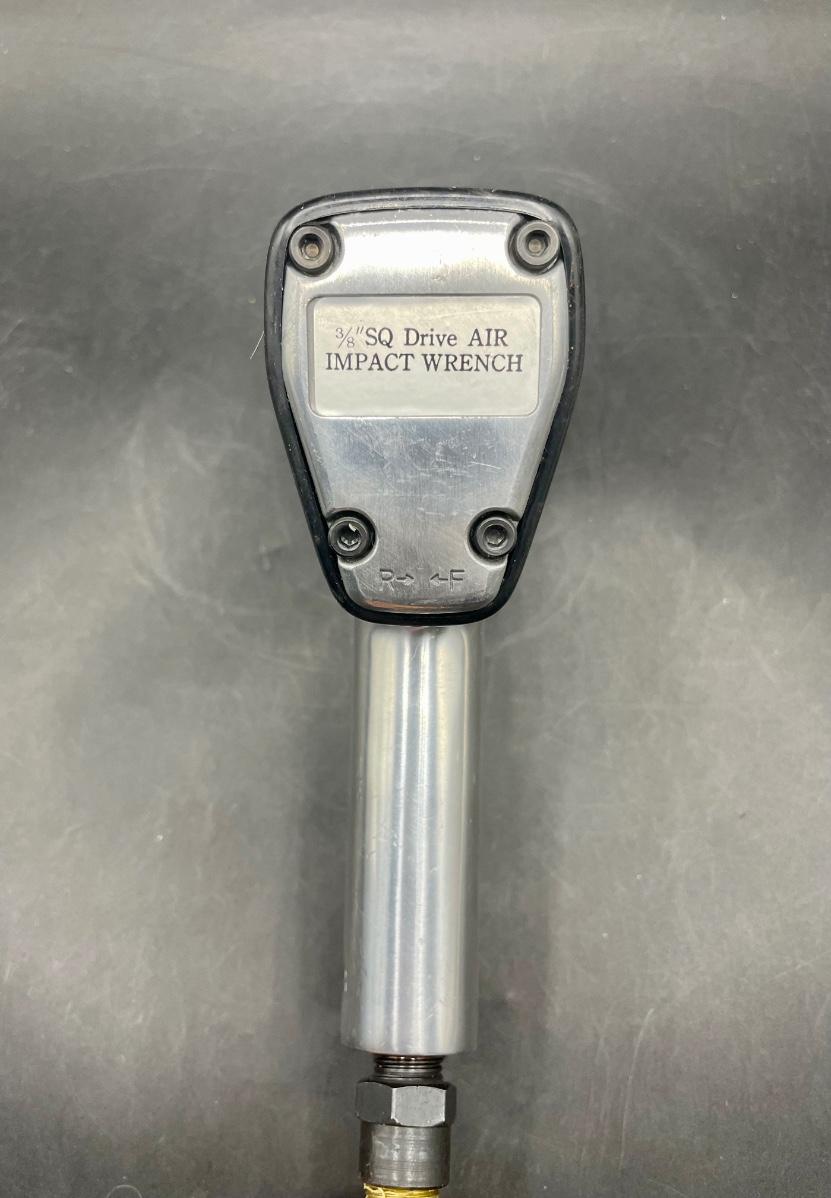 3/8"SQ Drive AIR
IMPACT WRENCH
R→ ←F